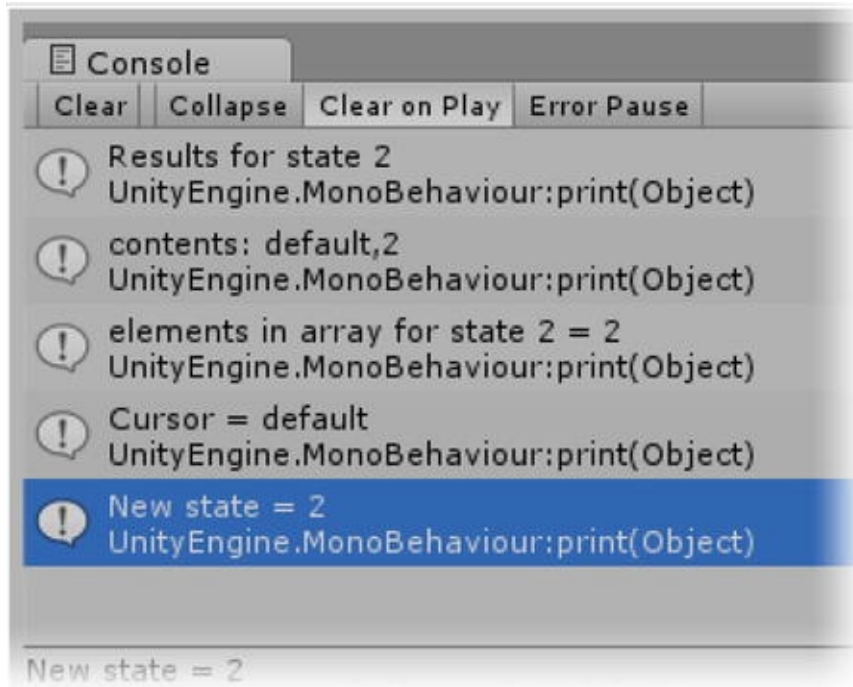 Console
Clear Collapse Clear on Play Error Pause
Results for state 2
UnityEngine.MonoBehaviour:print(Object)
contents: default,2
UnityEngine.MonoBehaviour:print(Object)
elements in array for state 2 = 2
UnityEngine.MonoBehaviour:print(Object)
Cursor = default
UnityEngine.MonoBehaviour:print(Object)
New state = 2
UnityEngine.MonoBehaviour:print(Object)
New state = 2